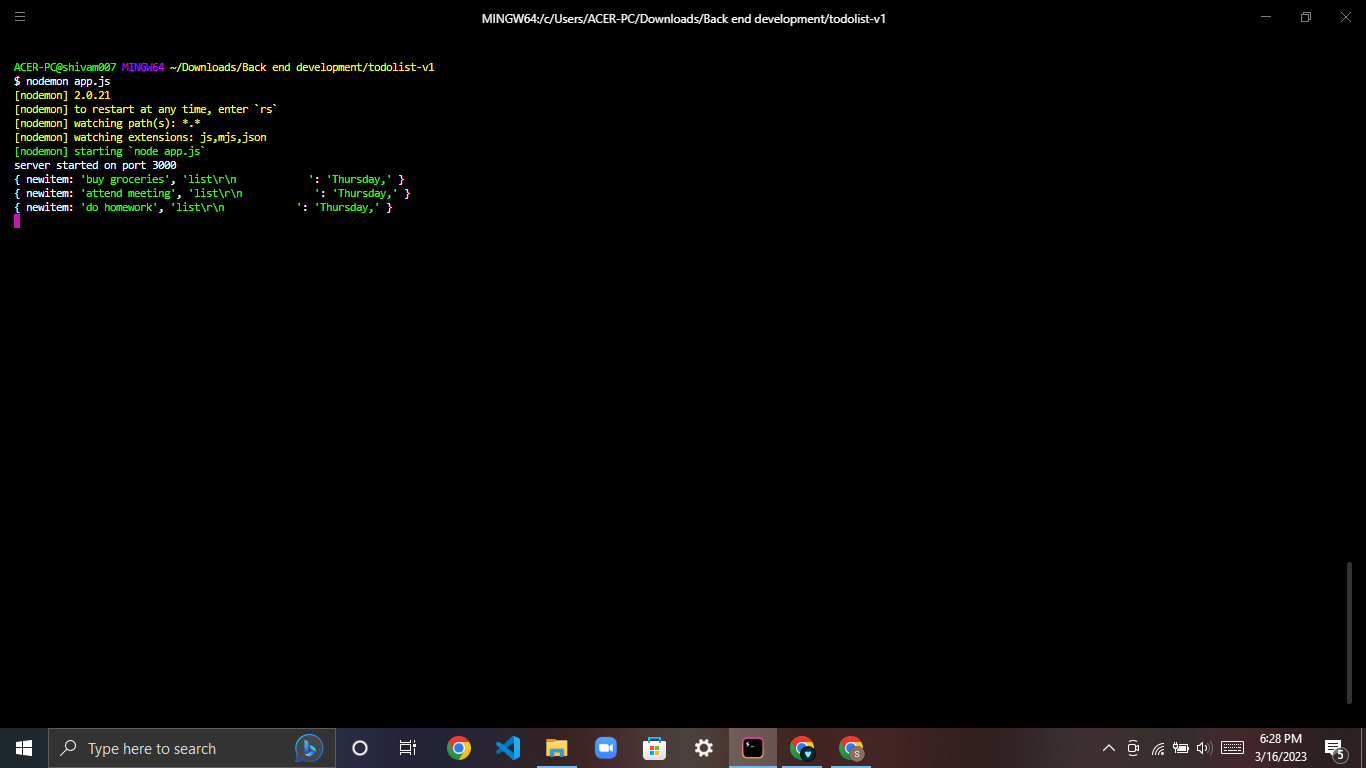 MINGW64:/c/Users/ACER-PC/Downloads/Back end development/todolist-v1
ACER-PC@shivam007 MINGW64 ~/Downloads/Back end development/todolist-v1
$ nodemon app.js
[nodemon] 2.0.21
[nodemon] to restart at any time, enter `rs`
[nodemon] watching path(s): *.*
[nodemon] watching extensions: js,mjs,json
[nodemon] starting `node app.js`
server started on port 3000
{ newitem: 'buy groceries', 'list\r\n            ': 'Thursday,' }
{ newitem: 'attend meeting', 'list\r\n            ': 'Thursday,' }
{ newitem: 'do homework', 'list\r\n            ': 'Thursday,' }
Type here to search
S
6:28 PM
3/16/2023
5